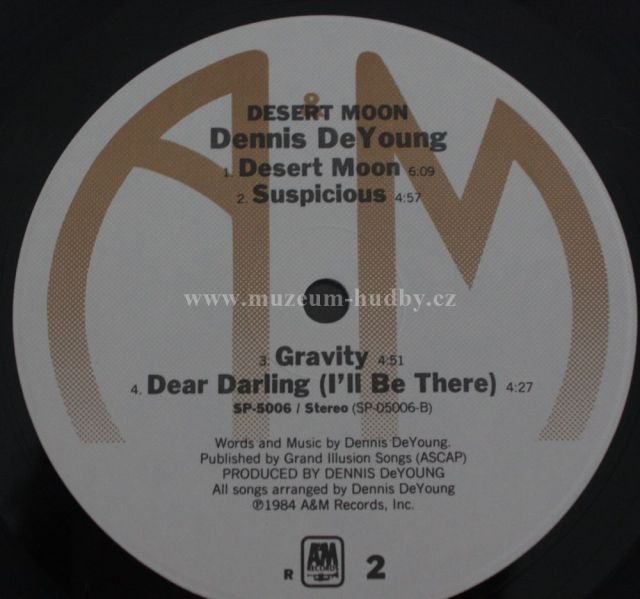 &
DESERT MOON
Dennis DeYoung
1. Desert Moon 6:09
2. Suspicious 4:57
www.muzeum-hudby.cz
3. Gravity 4:51
4. Dear Darling (I'll Be There) 4:27
SP-5006 / Stereo (SP-05006-B)
Words and Music by Dennis DeYoung.
Published by Grand Illusion Songs (ASCAP)
PRODUCED BY DENNIS DeYOUNG
All songs arranged by Dennis DeYoung
℗1984 A&M Records, Inc.
R A&M RECORDS 2
A M